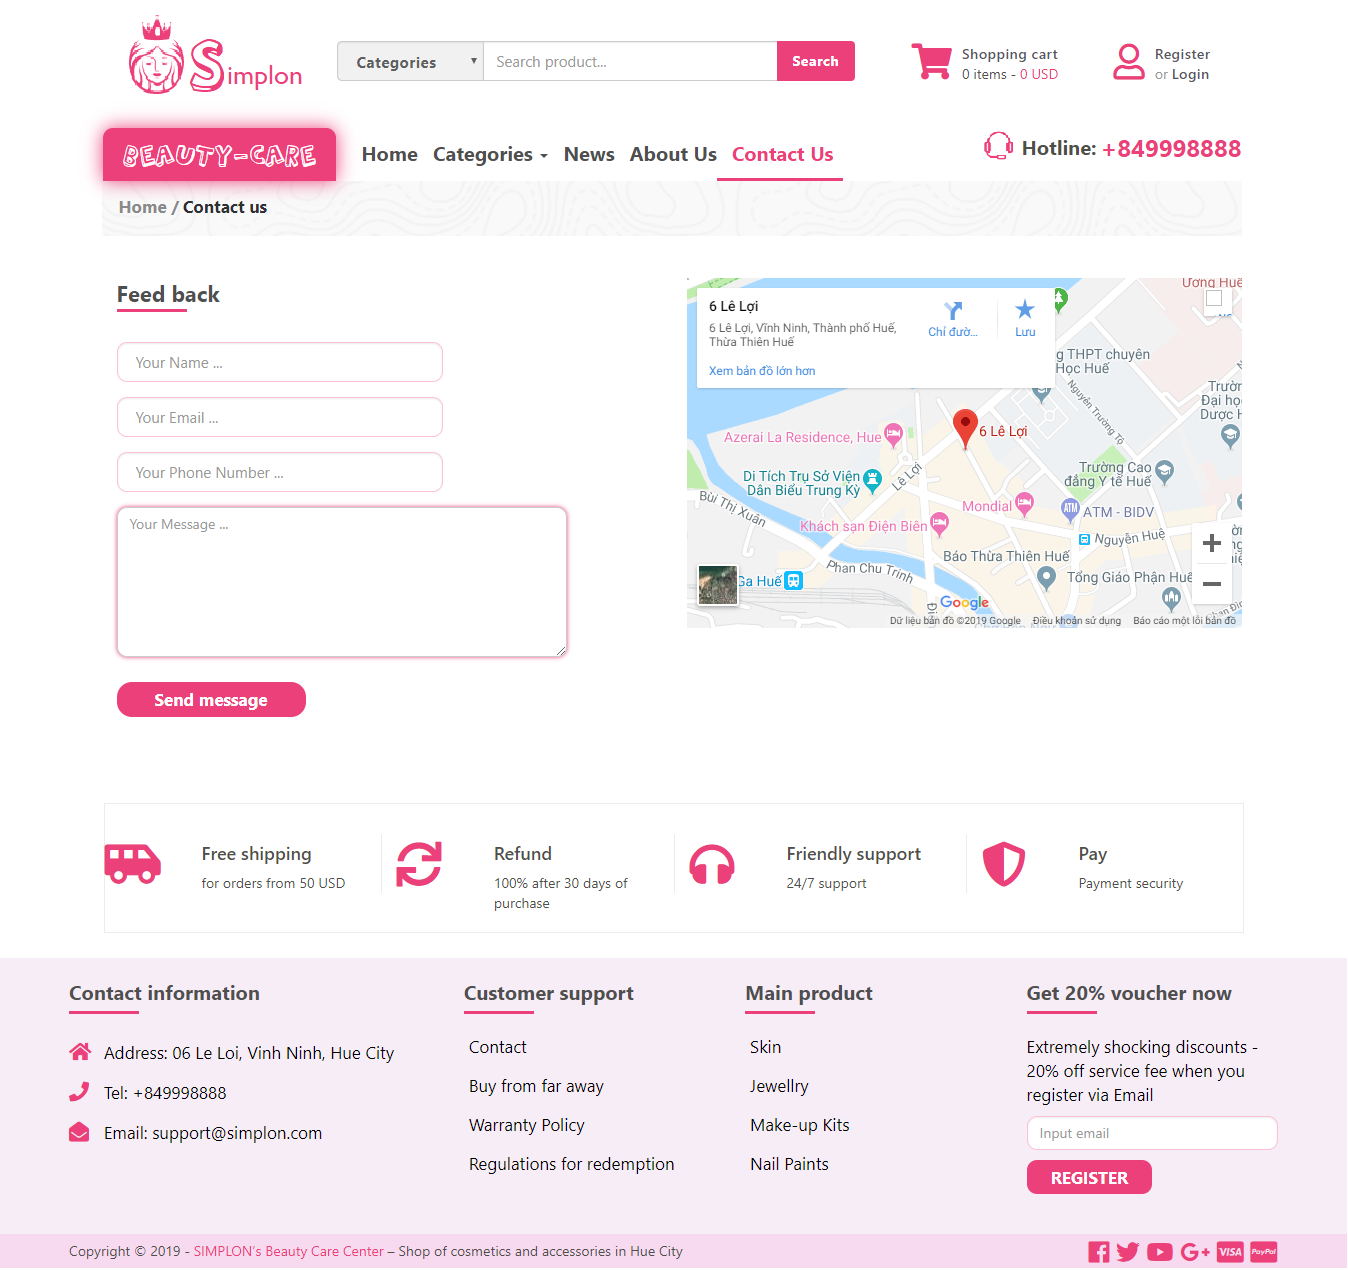 Simplon
Categories
Search product...
Search
Shopping cart
0 items - 0 USD
Register
or Login
BEAUTY-CARE
Home
Categories
News
About Us
Contact Us
Hotline: +849998888
Home / Contact us
Feed back
Your Name ...
Your Email ...
Your Phone Number ...
Your Message ...
Send message
6 Lê Lợi
6 Lê Lợi, Vĩnh Ninh, Thành phố Huế,
Thừa Thiên Huế
Xem bản đồ lớn hơn
Chỉ đườ...
Lưu
Ương Huế
g THPT chuyên
Học Huế
Nguyễn Trường Tộ
Trườn
Đại họ
Dược H
Azerai La Residence, Hue
6 Lê Lợi
Di Tích Trụ Sở Viện
Dân Biểu Trung Kỳ
Lê Lợi
Trường Cao
đẳng Y tế Huế
Bùi Thị Xuân
Mondial
ATM
ATM - BIDV
Khách sạn Điện Biên
Nguyễn Huệ
Báo Thừa Thiên Huế
Phan Chu Trinh
Ga Huế
Tổng Giáo Phận Huế
Google
Dữ liệu bản đồ ©2019 Google
Điều khoản sử dụng
Báo cáo một lỗi bản đồ
Free shipping
for orders from 50 USD
Refund
100% after 30 days of
purchase
Friendly support
24/7 support
Pay
Payment security
Contact information
Address: 06 Le Loi, Vinh Ninh, Hue City
Tel: +849998888
Email: support@simplon.com
Customer support
Contact
Buy from far away
Warranty Policy
Regulations for redemption
Main product
Skin
Jewellry
Make-up Kits
Nail Paints
Get 20% voucher now
Extremely shocking discounts -
20% off service fee when you
register via Email
Input email
REGISTER
Copyright © 2019 - SIMPLON's Beauty Care Center – Shop of cosmetics and accessories in Hue City
G+
VISA
PayPal